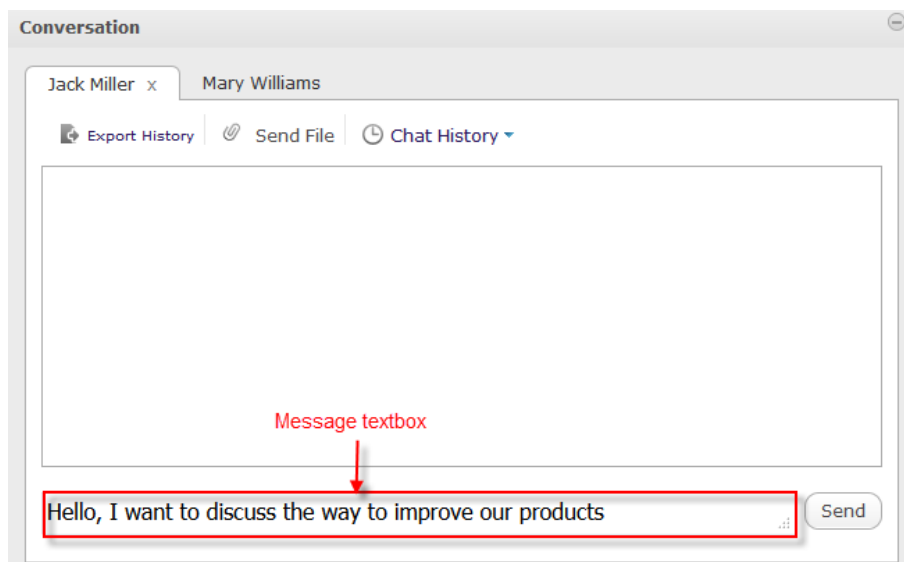 Conversation
Jack Miller x Mary Williams
Export History Send File Chat History
Message textbox
Hello, I want to discuss the way to improve our products
Send